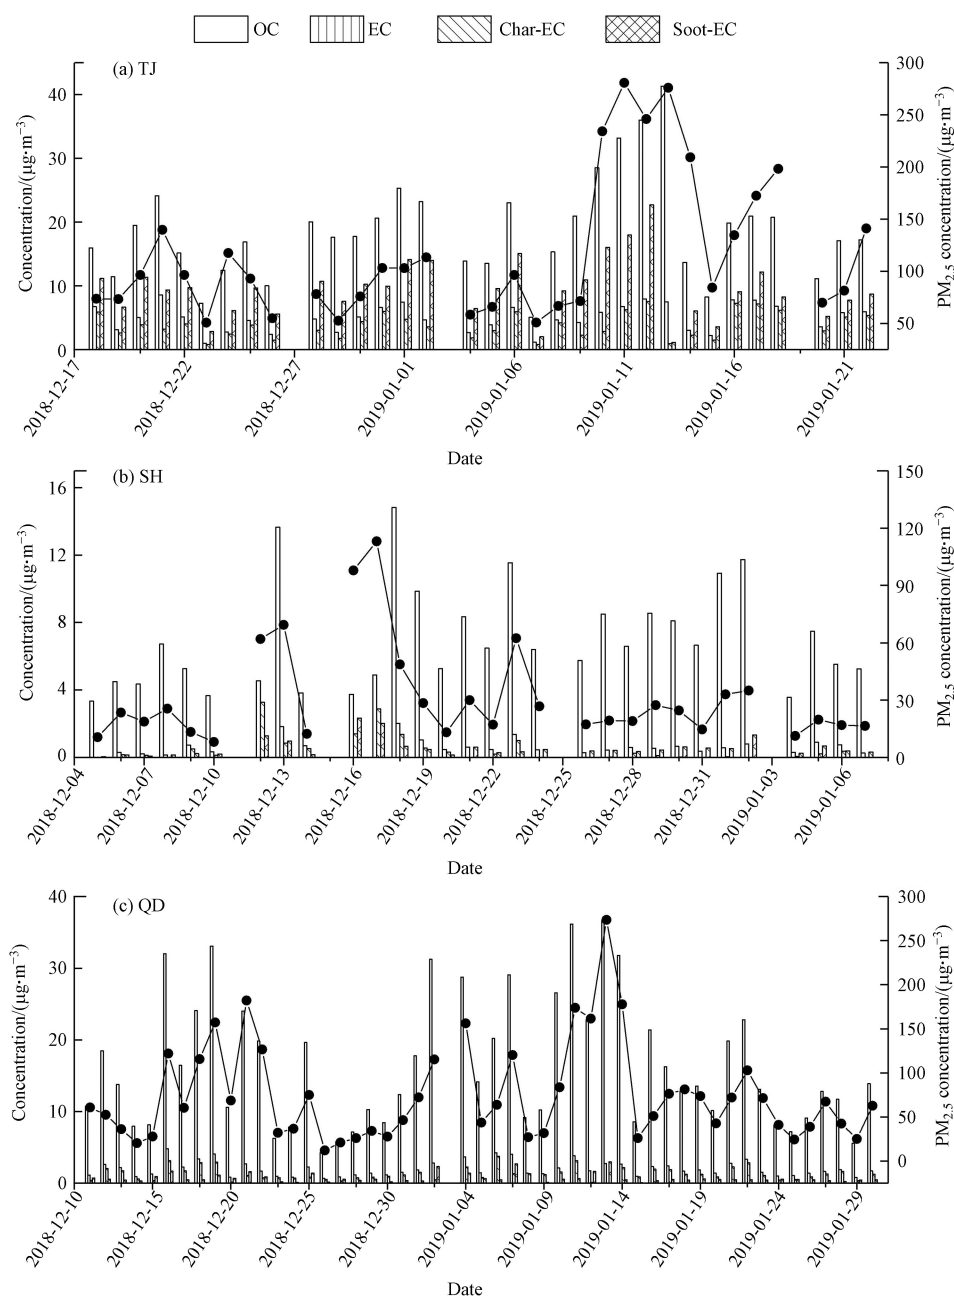 OC EC Char-EC Soot-EC
(a) TJ
Concentration/(μg·m⁻³)
45
40
30
20
10
0
300
250
200
150
100
50
PM₂.₅ concentration/(μg·m⁻³)
2018-12-17 2018-12-22 2018-12-27 2019-01-01 2019-01-06 2019-01-11 2019-01-16 2019-01-21
Date
(b) SH
Concentration/(μg·m⁻³)
16
12
8
4
0
150
120
90
60
30
0
PM₂.₅ concentration/(μg·m⁻³)
2018-12-04 2018-12-07 2018-12-10 2018-12-13 2018-12-16 2018-12-19 2018-12-22 2018-12-25 2018-12-28 2018-12-31 2019-01-03 2019-01-06
Date
(c) QD
Concentration/(μg·m⁻³)
40
30
20
10
0
300
250
200
150
100
50
0
PM₂.₅ concentration/(μg·m⁻³)
2018-12-10 2018-12-15 2018-12-20 2018-12-25 2018-12-30 2019-01-04 2019-01-09 2019-01-14 2019-01-19 2019-01-24 2019-01-29
Date